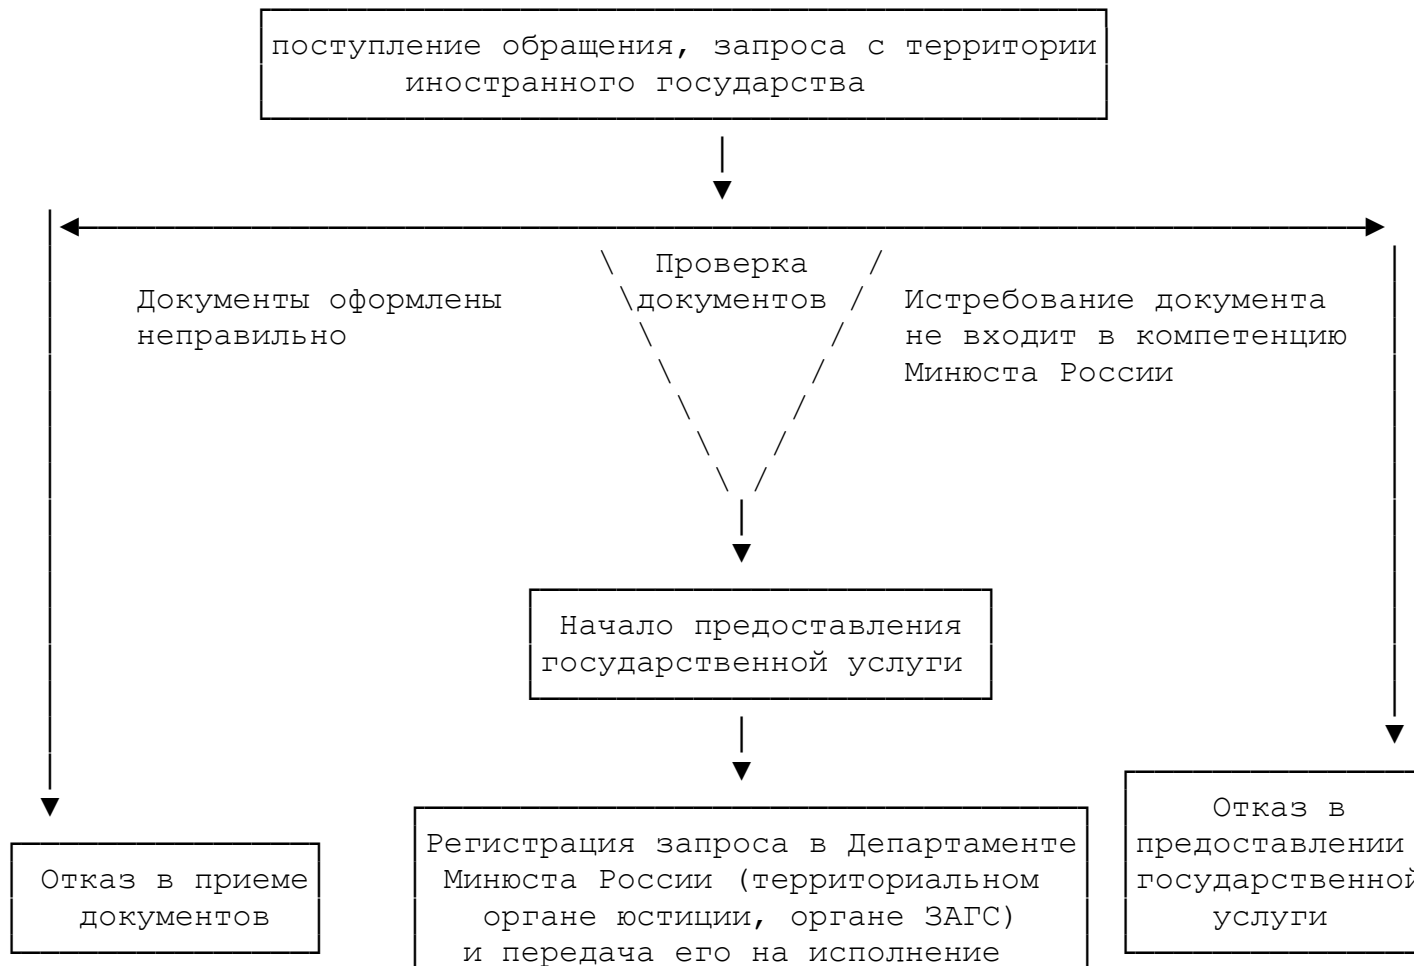 поступление обращения, запроса с территории
иностранного государства
Проверка
документов
Документы оформлены
неправильно
Истребование документа
не входит в компетенцию
Минюста России
Начало предоставления
государственной услуги
Отказ в приеме
документов
Регистрация запроса в Департаменте
Минюста России (территориальном
органе юстиции, органе ЗАГС)
и передача его на исполнение
Отказ в
предоставлении
государственной
услуги